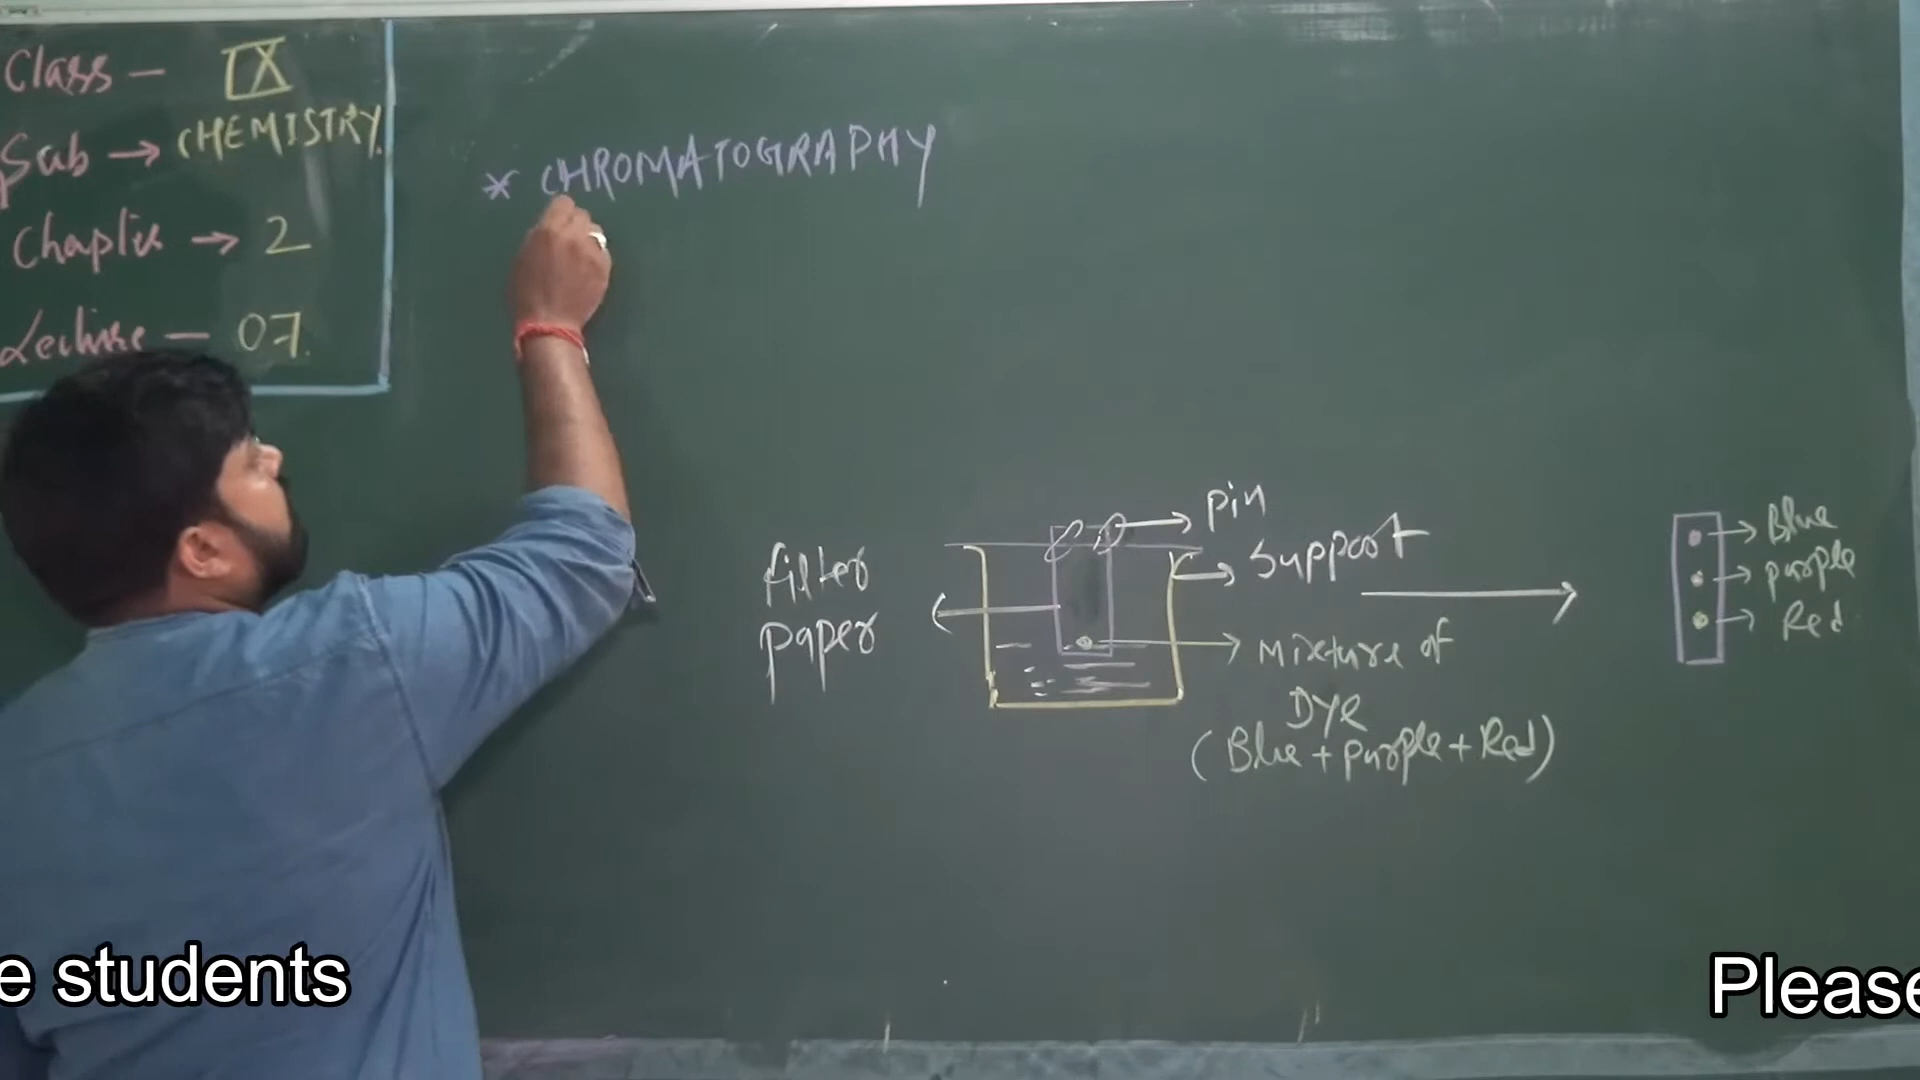 Class – IX
Sub → CHEMISTRY.
Chapter → 2
Lecture – 07.
* CHROMATOGRAPHY
Pin
Support
filter
paper
Mixture of
Dye
(Blue + purple + Red)
Blue
purple
Red
e students
Please